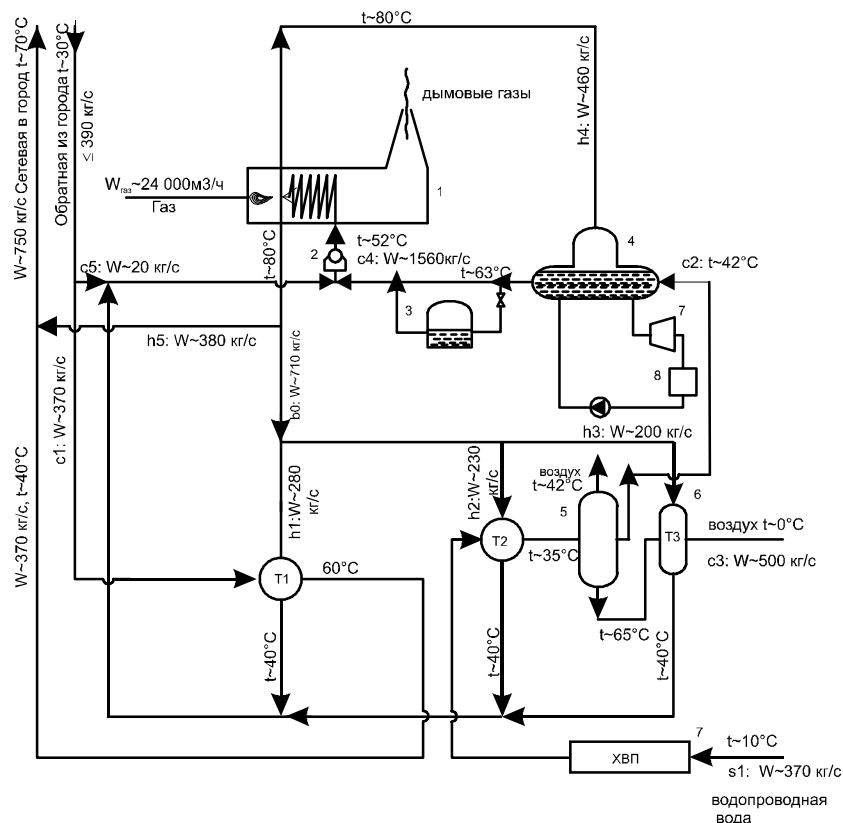 t~80°C
W~750 кг/с Сетевая в город t~70°C
Обратная из города t~30°C
≤ 390 кг/с
дымовые газы
h4: W~460 кг/с
Wгаз~24 000м3/ч
Газ
1
2
t~52°C
c4: W~1560кг/с
t~63°C
4
c2: t~42°C
c5: W~20 кг/с
t~80°C
3
7
8
h5: W~380 кг/с
b0: W~710 кг/с
c1: W~370 кг/с
h3: W~200 кг/с
W~370 кг/с, t~40°C
h1:W~280
кг/с
h2:W~230
кг/с
воздух
t~42°C
5
6
T1
60°C
T2
t~35°C
T3
воздух t~0°C
c3: W~500 кг/с
t~65°C
t~40°C
t~40°C
t~40°C
ХВП
7
t~10°C
s1: W~370 кг/с
водопроводная
вода